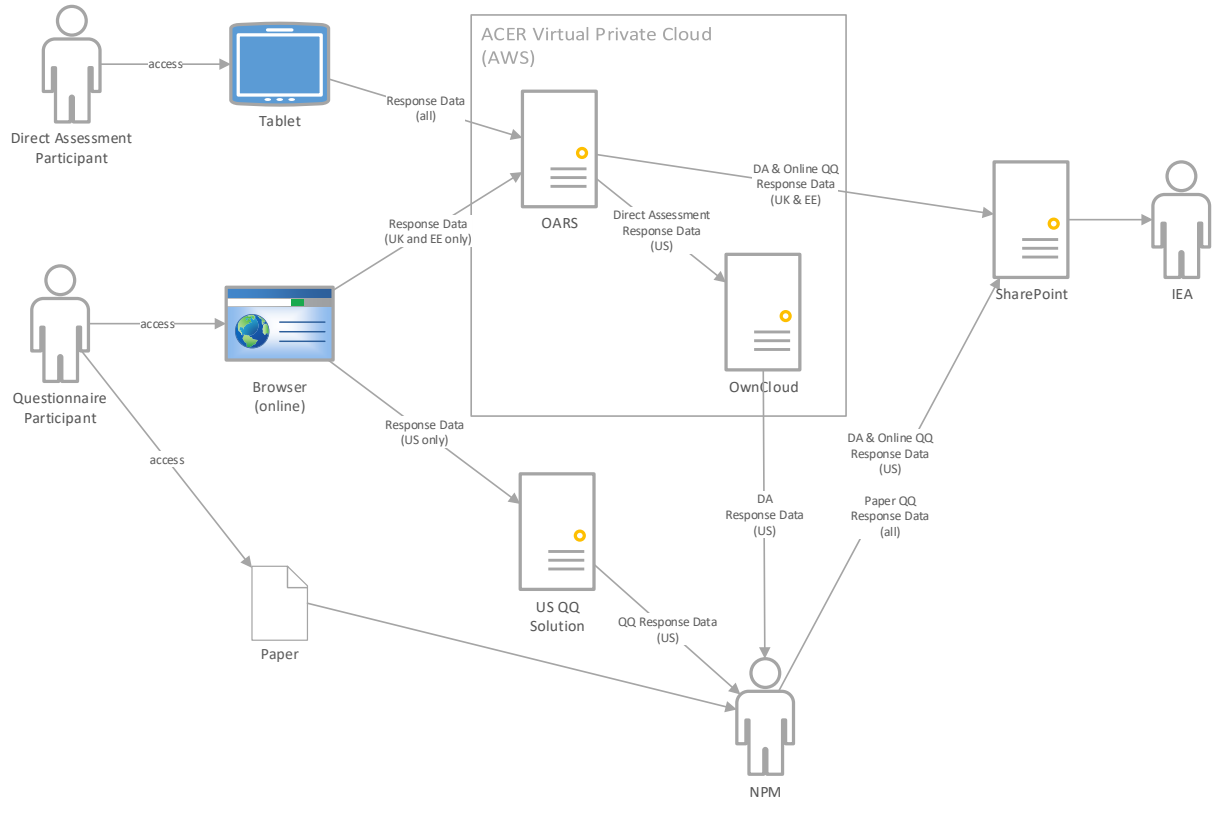 ACER Virtual Private Cloud
(AWS)
access
Tablet
Direct Assessment
Participant
Response Data
(all)
OARS
DA & Online QQ
Response Data
(UK & EE)
Direct Assessment
Response Data
(US)
Response Data
(UK and EE only)
SharePoint
IEA
access
Questionnaire
Participant
Browser
(online)
OwnCloud
Response Data
(US only)
DA & Online QQ
Response Data
(US)
access
DA
Response Data
(US)
Paper QQ
Response Data
(all)
US QQ
Solution
QQ Response Data
(US)
Paper
NPM